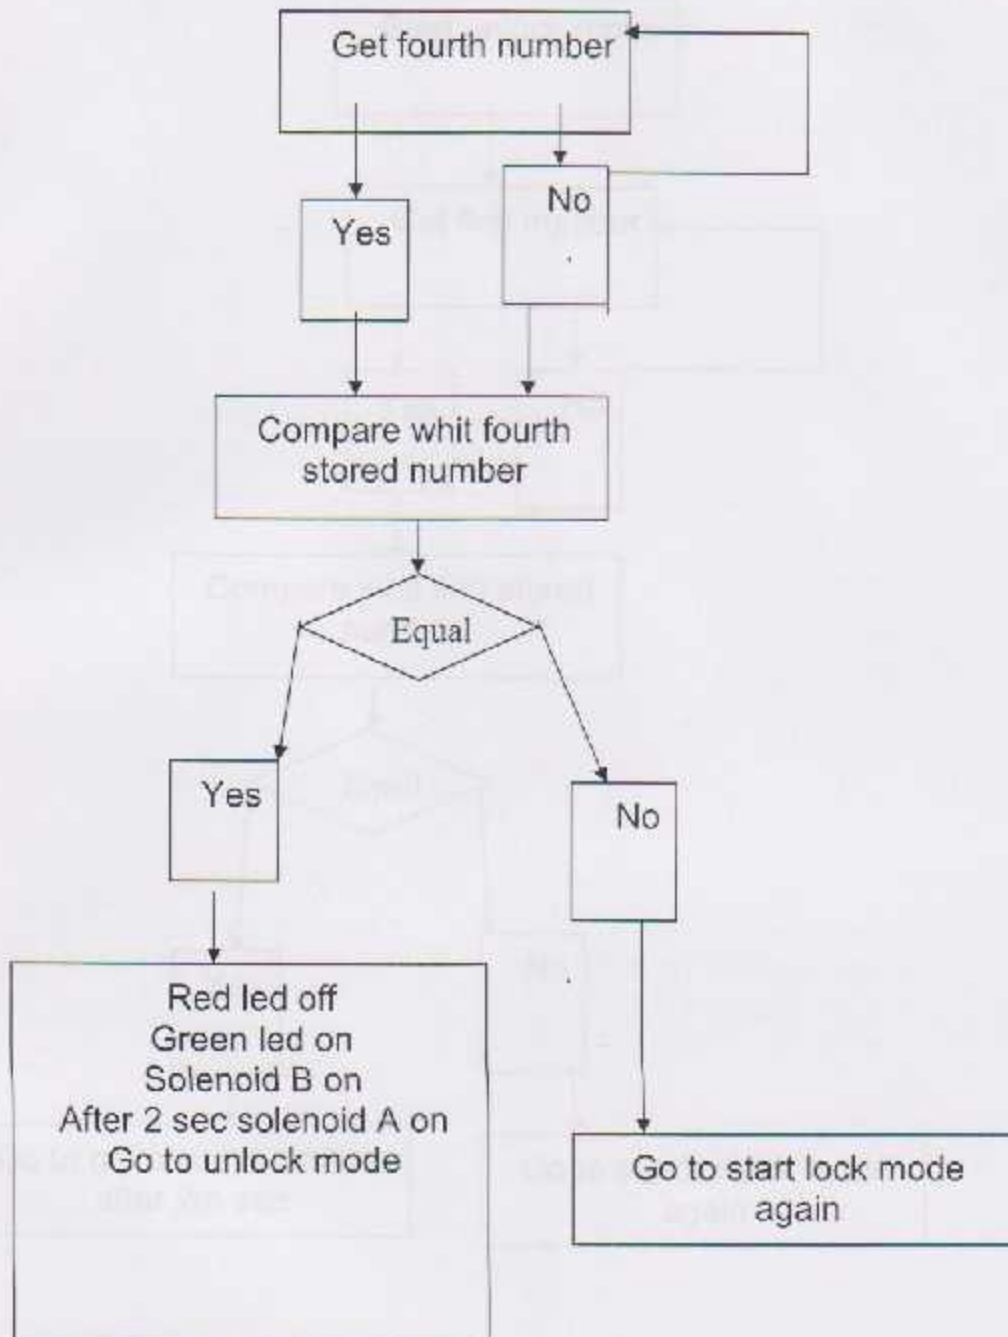 Get fourth number
Yes
No
Compare whit fourth
stored number
Equal
Yes
No
Red led off
Green led on
Solenoid B on
After 2 sec solenoid A on
Go to unlock mode
Go to start lock mode
again